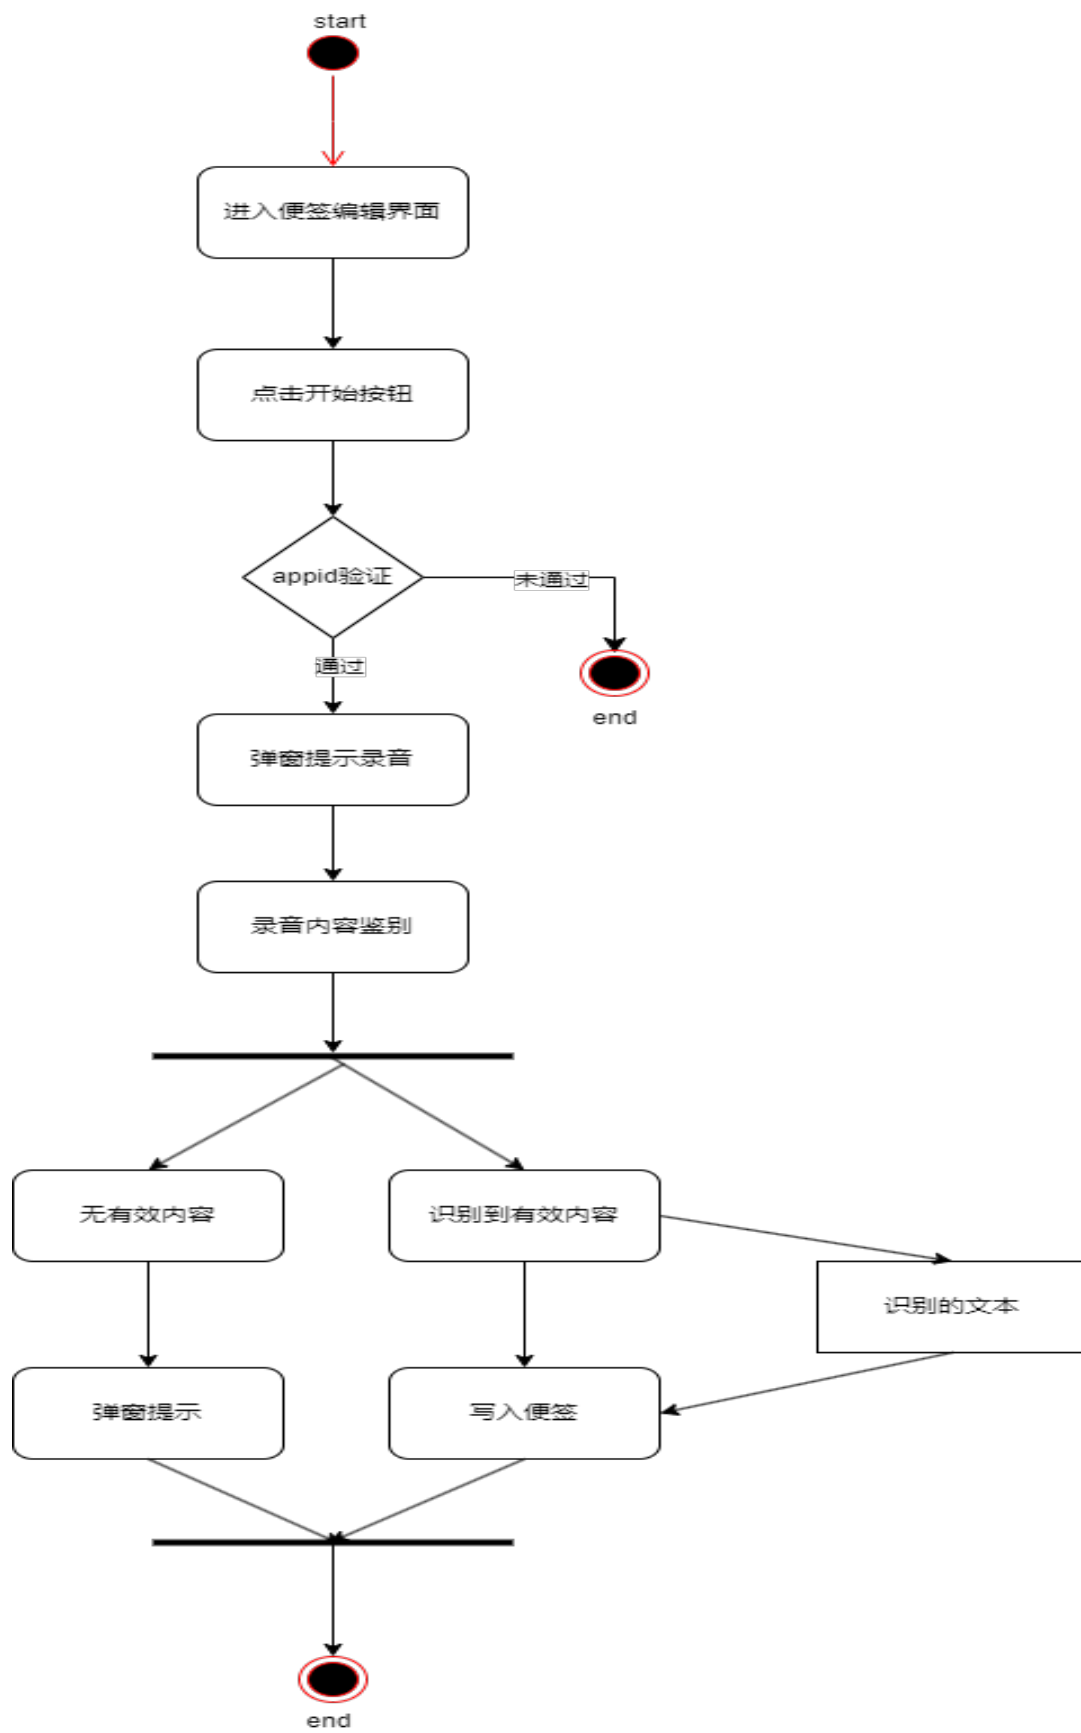 start
进入便签编辑界面
点击开始按钮
appid验证
未通过
end
通过
弹窗提示录音
录音内容鉴别
无有效内容
识别到有效内容
识别的文本
弹窗提示
写入便签
end